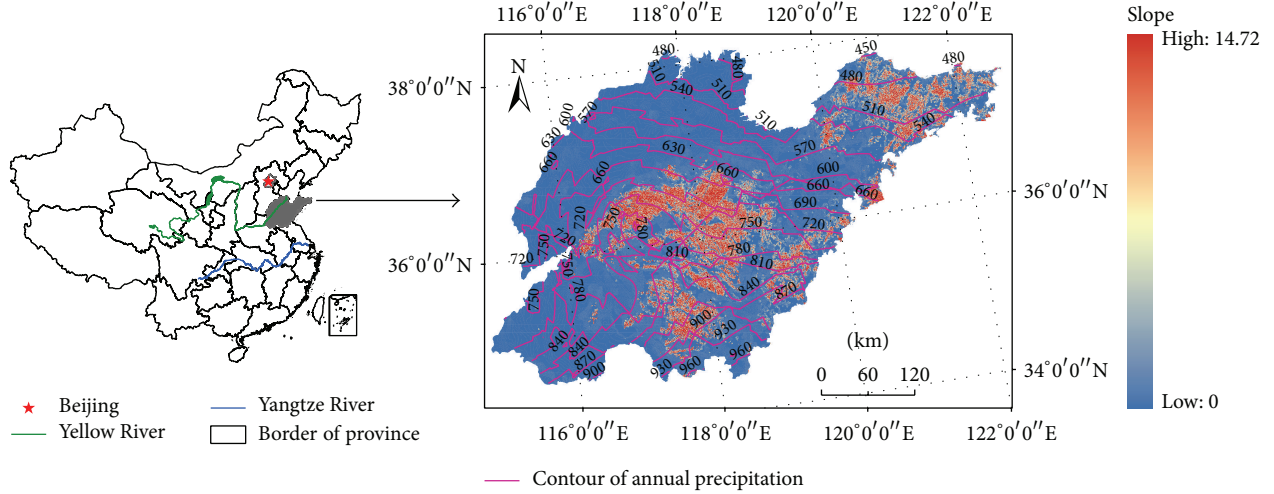 116°0′0″E 118°0′0″E 120°0′0″E 122°0′0″E
Slope
High: 14.72
Low: 0
38°0′0″N
36°0′0″N
36°0′0″N
34°0′0″N
N
480
510
480
510
540
570
600
630
660
510
450
480
480
510
540
570
600
630
660
660
660
660
690
720
720
750
780
750
780
810
810
840
870
720
750
720
750
780
750
840
840
870
900
900
930
960
930
960
(km)
0 60 120
116°0′0″E 118°0′0″E 120°0′0″E 122°0′0″E
Beijing
Yangtze River
Yellow River
Border of province
Contour of annual precipitation